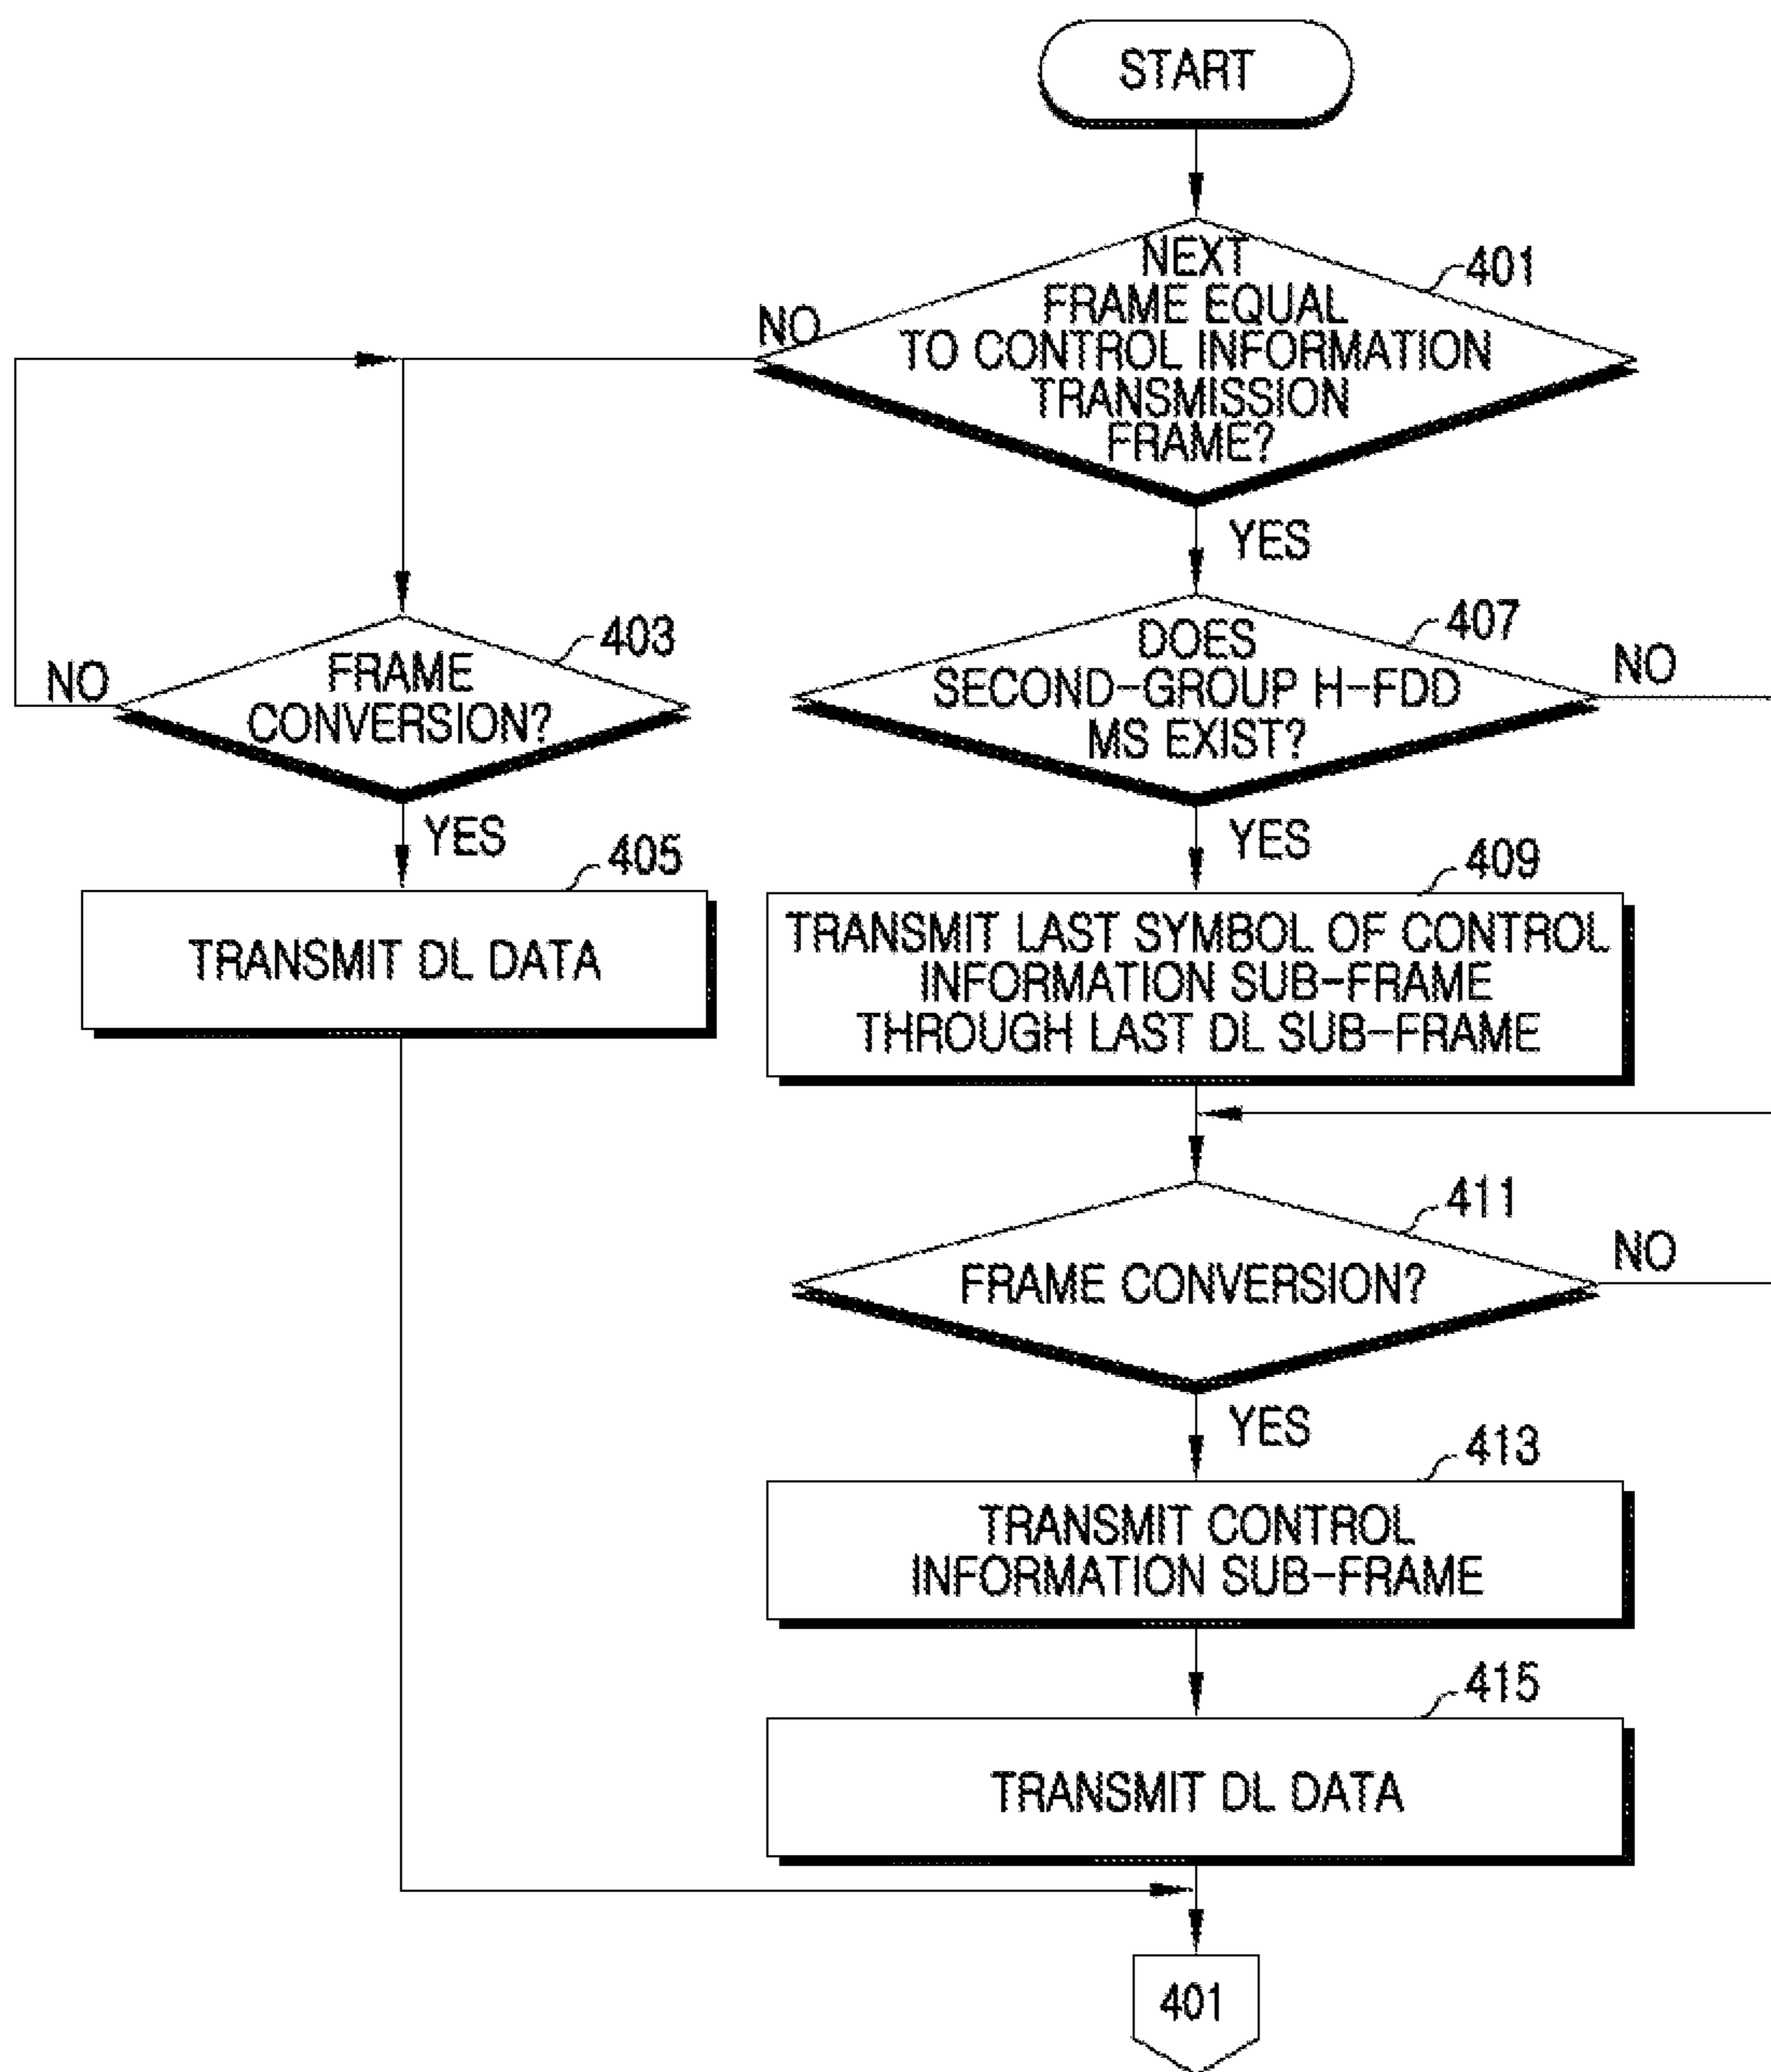 START
NEXT
FRAME EQUAL
TO CONTROL INFORMATION
TRANSMISSION
FRAME?
401
NO
YES
FRAME
CONVERSION?
403
NO
YES
DOES
SECOND-GROUP H-FDD
MS EXIST?
407
NO
YES
405
TRANSMIT DL DATA
409
TRANSMIT LAST SYMBOL OF CONTROL
INFORMATION SUB-FRAME
THROUGH LAST DL SUB-FRAME
411
FRAME CONVERSION?
NO
YES
413
TRANSMIT CONTROL
INFORMATION SUB-FRAME
415
TRANSMIT DL DATA
401